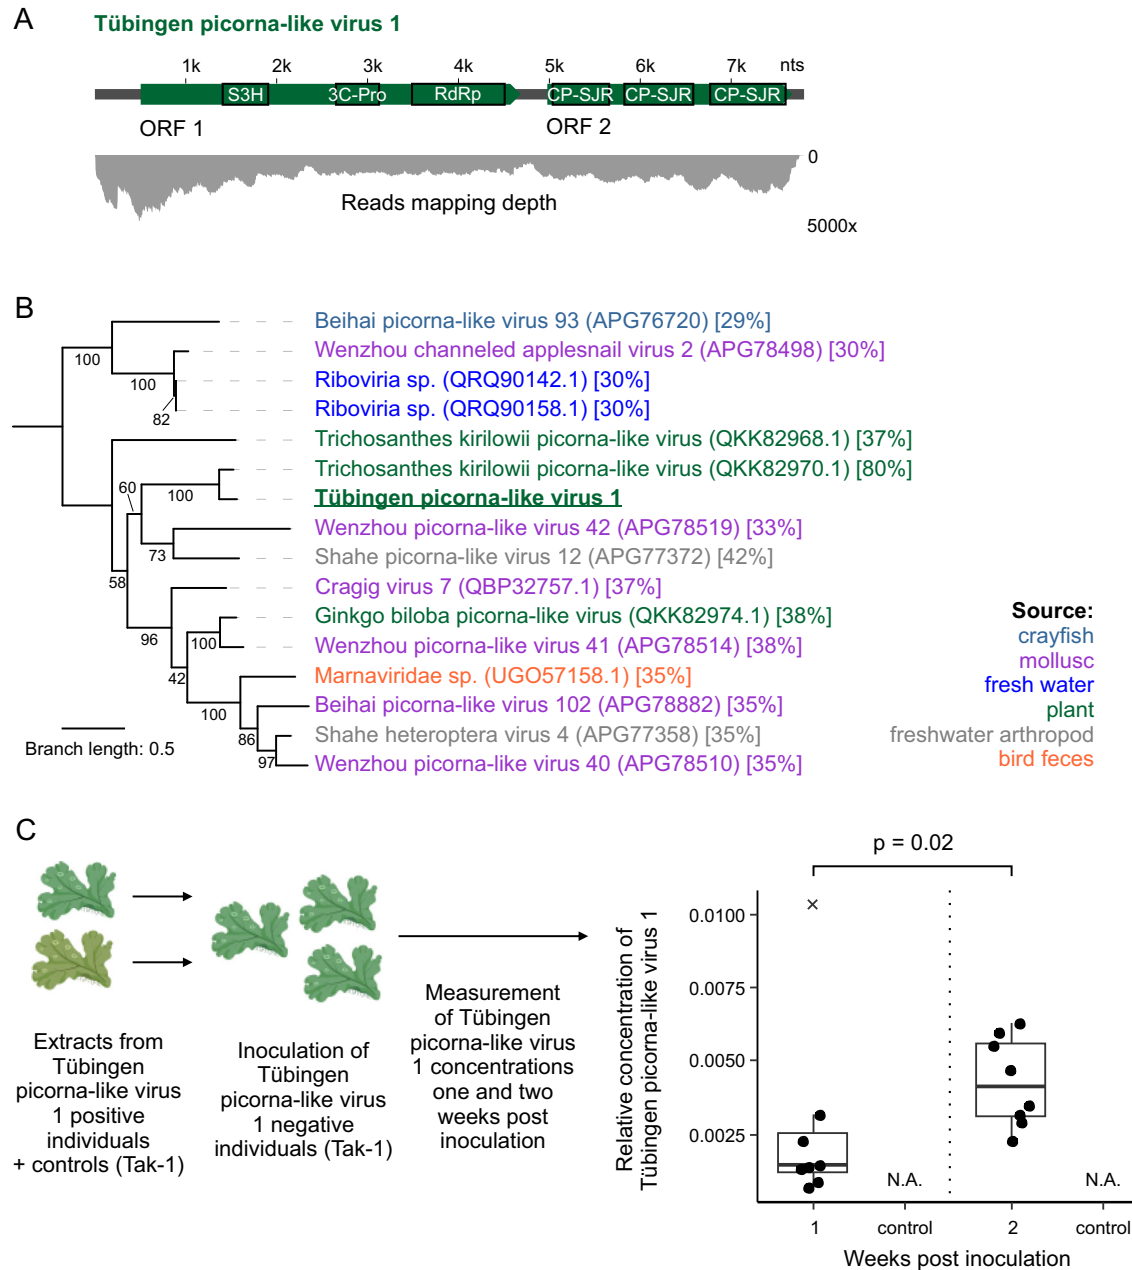 A
Tübingen picorna-like virus 1
1k 2k 3k 4k 5k 6k 7k nts
S3H 3C-Pro RdRp CP-SJR CP-SJR CP-SJR
ORF 1 ORF 2
0
Reads mapping depth
5000x
B
Beihai picorna-like virus 93 (APG76720) [29%]
Wenzhou channeled applesnail virus 2 (APG78498) [30%]
100
Riboviria sp. (QRQ90142.1) [30%]
100
Riboviria sp. (QRQ90158.1) [30%]
82
Trichosanthes kirilowii picorna-like virus (QKK82968.1) [37%]
Trichosanthes kirilowii picorna-like virus (QKK82970.1) [80%]
60
100
Tübingen picorna-like virus 1
Wenzhou picorna-like virus 42 (APG78519) [33%]
73
Shahe picorna-like virus 12 (APG77372) [42%]
58
Cragig virus 7 (QBP32757.1) [37%]
Ginkgo biloba picorna-like virus (QKK82974.1) [38%]
96
100
Wenzhou picorna-like virus 41 (APG78514) [38%]
42
Marnaviridae sp. (UGO57158.1) [35%]
100
Beihai picorna-like virus 102 (APG78882) [35%]
86
Shahe heteroptera virus 4 (APG77358) [35%]
97
Wenzhou picorna-like virus 40 (APG78510) [35%]
Branch length: 0.5
Source:
crayfish
mollusc
fresh water
plant
freshwater arthropod
bird feces
C
Extracts from
Tübingen
picorna-like virus
1 positive
individuals
+ controls (Tak-1)
Inoculation of
Tübingen
picorna-like virus
1 negative
individuals (Tak-1)
Measurement
of Tübingen
picorna-like virus
1 concentrations
one and two
weeks post
inoculation
p = 0.02
Relative concentration of
Tübingen picorna-like virus 1
0.0100
0.0075
0.0050
0.0025
N.A. N.A.
1 control 2 control
Weeks post inoculation